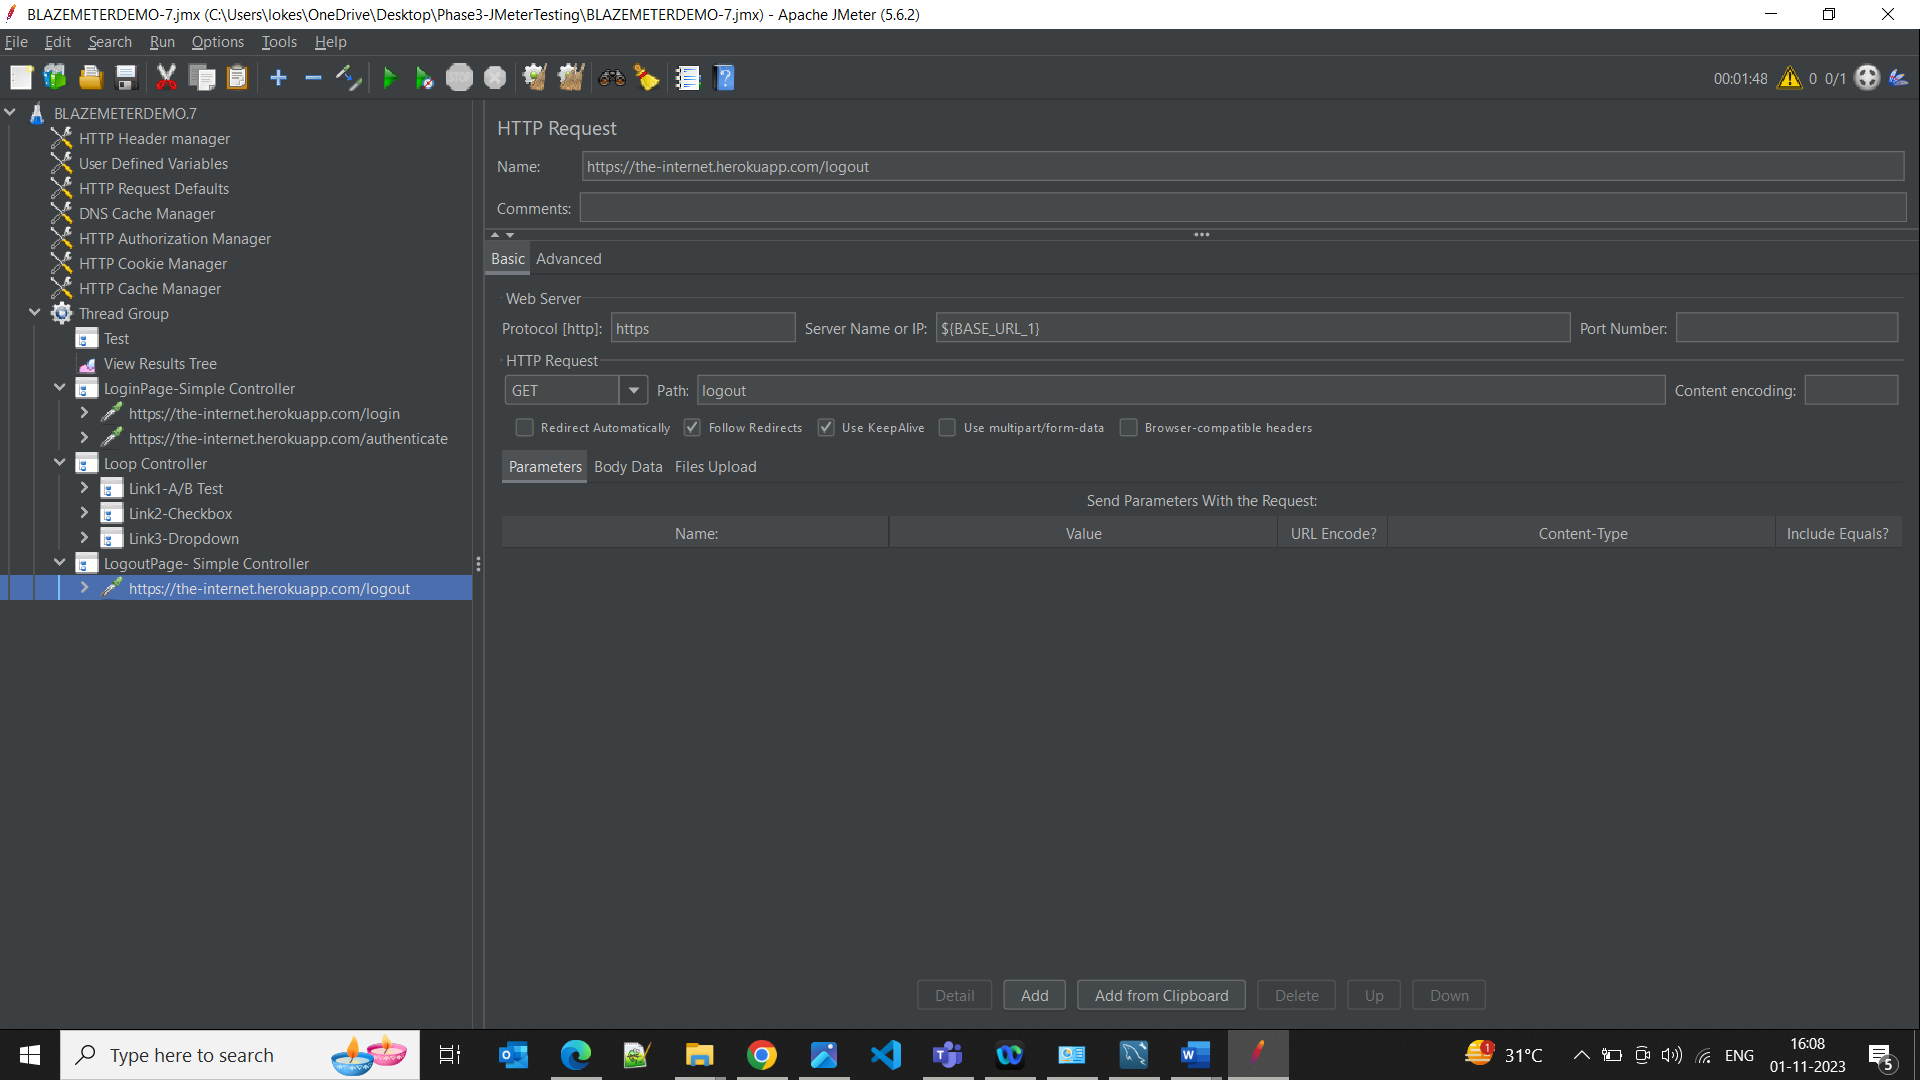 BLAZEMETERDEMO-7.jmx (C:\Users\lokes\OneDrive\Desktop\Phase3-JMeterTesting\BLAZEMETERDEMO-7.jmx) - Apache JMeter (5.6.2)
File Edit Search Run Options Tools Help
STOP 00:01:48 0 0/1
BLAZEMETERDEMO.7
HTTP Header manager
User Defined Variables
HTTP Request Defaults
DNS Cache Manager
HTTP Authorization Manager
HTTP Cookie Manager
HTTP Cache Manager
Thread Group
Test
View Results Tree
LoginPage-Simple Controller
https://the-internet.herokuapp.com/login
https://the-internet.herokuapp.com/authenticate
Loop Controller
Link1-A/B Test
Link2-Checkbox
Link3-Dropdown
LogoutPage- Simple Controller
https://the-internet.herokuapp.com/logout
HTTP Request
Name: https://the-internet.herokuapp.com/logout
Comments:
Basic Advanced
Web Server
Protocol [http]: https Server Name or IP: ${BASE_URL_1} Port Number:
HTTP Request
GET Path: logout Content encoding:
Redirect Automatically Follow Redirects Use KeepAlive Use multipart/form-data Browser-compatible headers
Parameters Body Data Files Upload
Send Parameters With the Request:
Name: Value URL Encode? Content-Type Include Equals?
Detail Add Add from Clipboard Delete Up Down
Type here to search 1 31°C ENG 16:08
01-11-2023 5